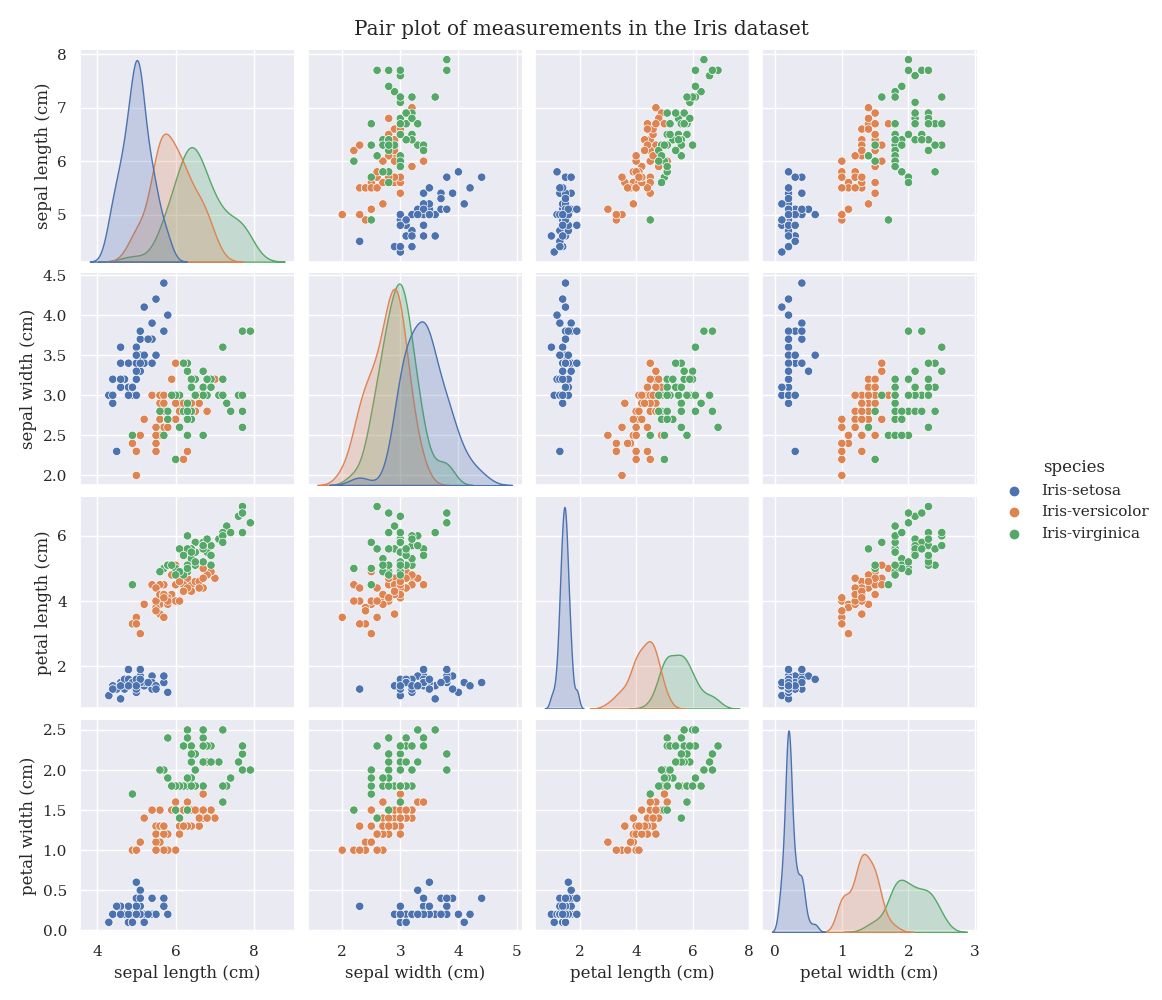 Pair plot of measurements in the Iris dataset
8
7
6
5
sepal length (cm)
4.5
4.0
3.5
3.0
2.5
2.0
sepal width (cm)
6
4
2
petal length (cm)
2.5
2.0
1.5
1.0
0.5
0.0
petal width (cm)
4 6 8
sepal length (cm)
2 3 4 5
sepal width (cm)
2 4 6 8
petal length (cm)
0 1 2 3
petal width (cm)
species
Iris-setosa
Iris-versicolor
Iris-virginica